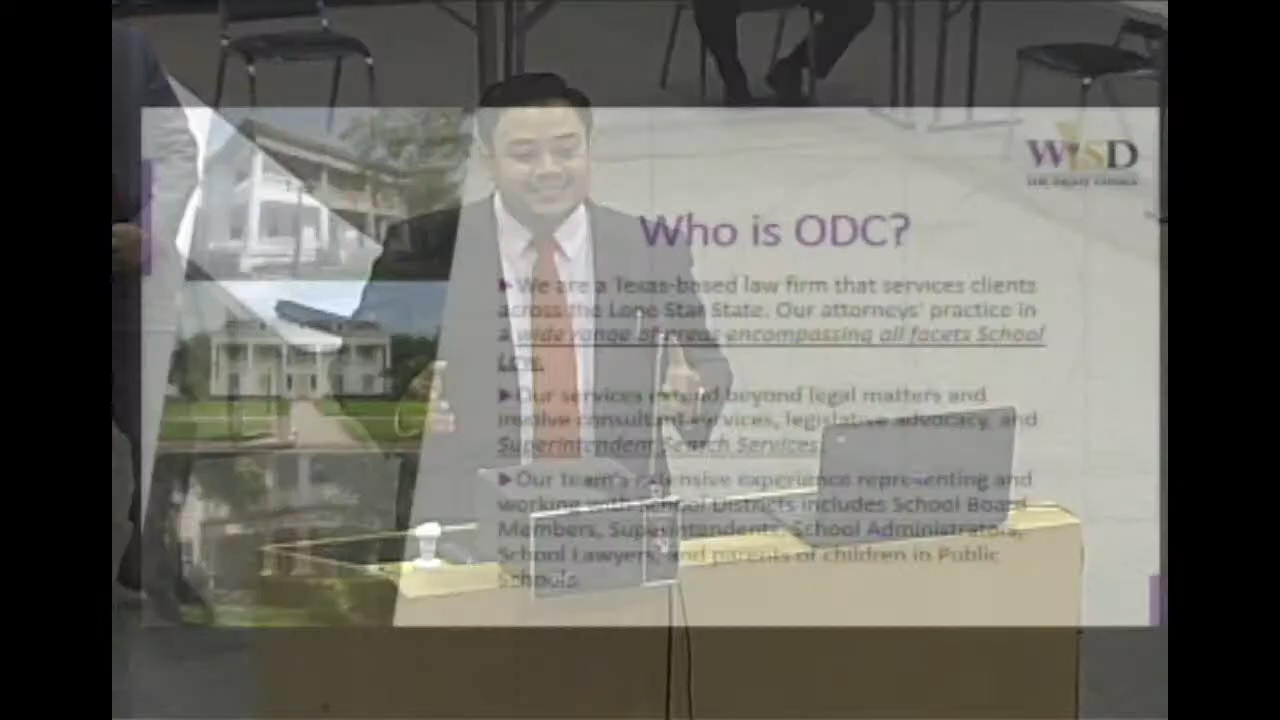 WISD
Who is ODC?
▶We are a Texas-based law firm that services clients
across the Lone Star State. Our attorneys' practice in
a wide range of areas encompassing all facets School
Law.
▶Our services extend beyond legal matters and
involve consultant services, legislative advocacy, and
Superintendent Search Services.
▶Our team's extensive experience representing and
working with School Districts includes School Board
Members, Superintendents, School Administrators,
School Lawyers, and parents of children in Public
Schools.